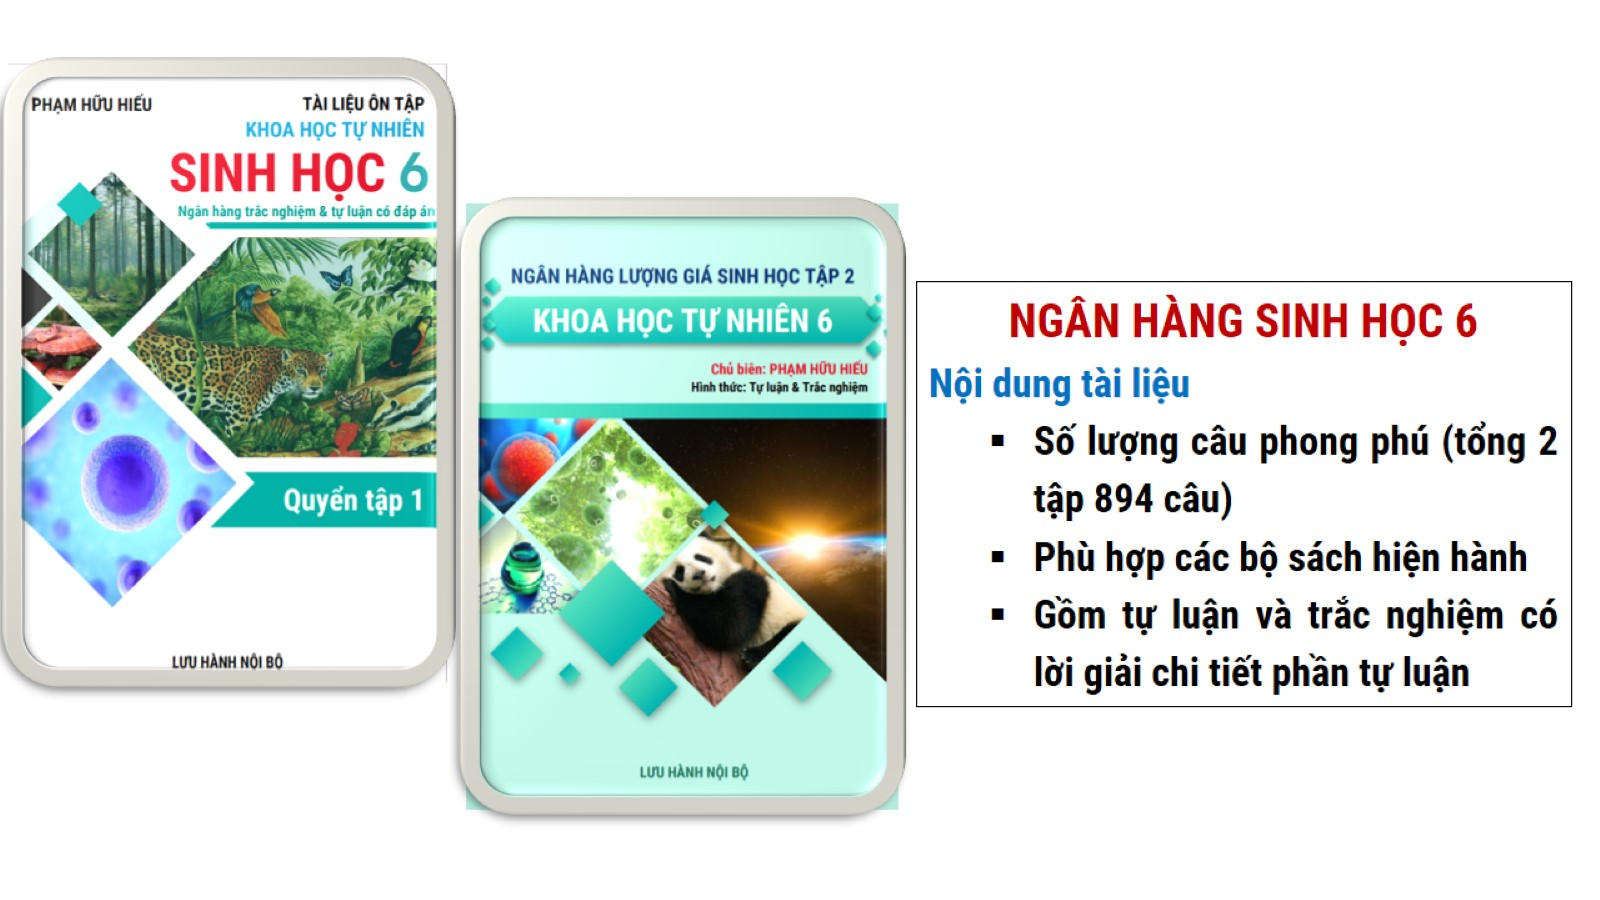 PHẠM HỮU HIẾU
TÀI LIỆU ÔN TẬP
KHOA HỌC TỰ NHIÊN
SINH HỌC 6
Ngân hàng trắc nghiệm & tự luận có đáp án
Quyển tập 1
LƯU HÀNH NỘI BỘ
NGÂN HÀNG LƯỢNG GIÁ SINH HỌC TẬP 2
KHOA HỌC TỰ NHIÊN 6
Chủ biên: PHẠM HỮU HIẾU
Hình thức: Tự luận & Trắc nghiệm
LƯU HÀNH NỘI BỘ
NGÂN HÀNG SINH HỌC 6
Nội dung tài liệu
▪ Số lượng câu phong phú (tổng 2
tập 894 câu)
▪ Phù hợp các bộ sách hiện hành
▪ Gồm tự luận và trắc nghiệm có
lời giải chi tiết phần tự luận